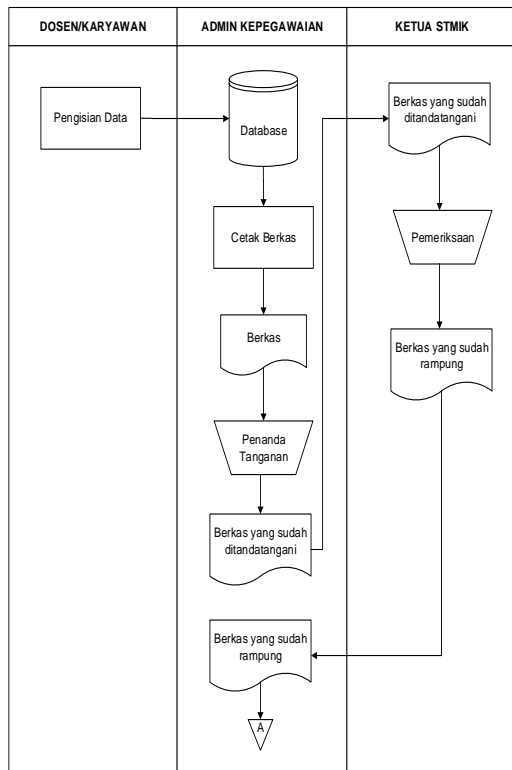 DOSEN/KARYAWAN
ADMIN KEPEGAWAIAN
KETUA STMIK
Pengisian Data
Database
Cetak Berkas
Berkas
Penanda
Tanganan
Berkas yang sudah
ditandatangani
Berkas yang sudah
ditandatangani
Pemeriksaan
Berkas yang sudah
rampung
Berkas yang sudah
rampung
A